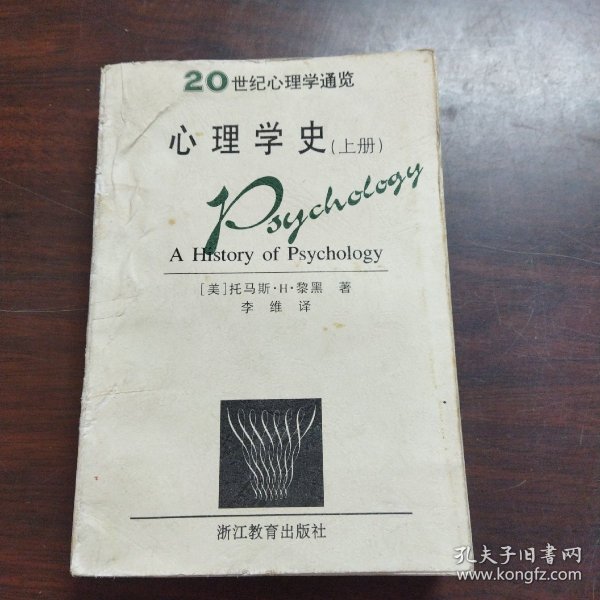 20世纪心理学通览
心理学史(上册)
Psychology
A History of Psychology
[美]托马斯·H·黎黑 著
李维 译
浙江教育出版社
孔夫子旧书网
www.kongfz.com